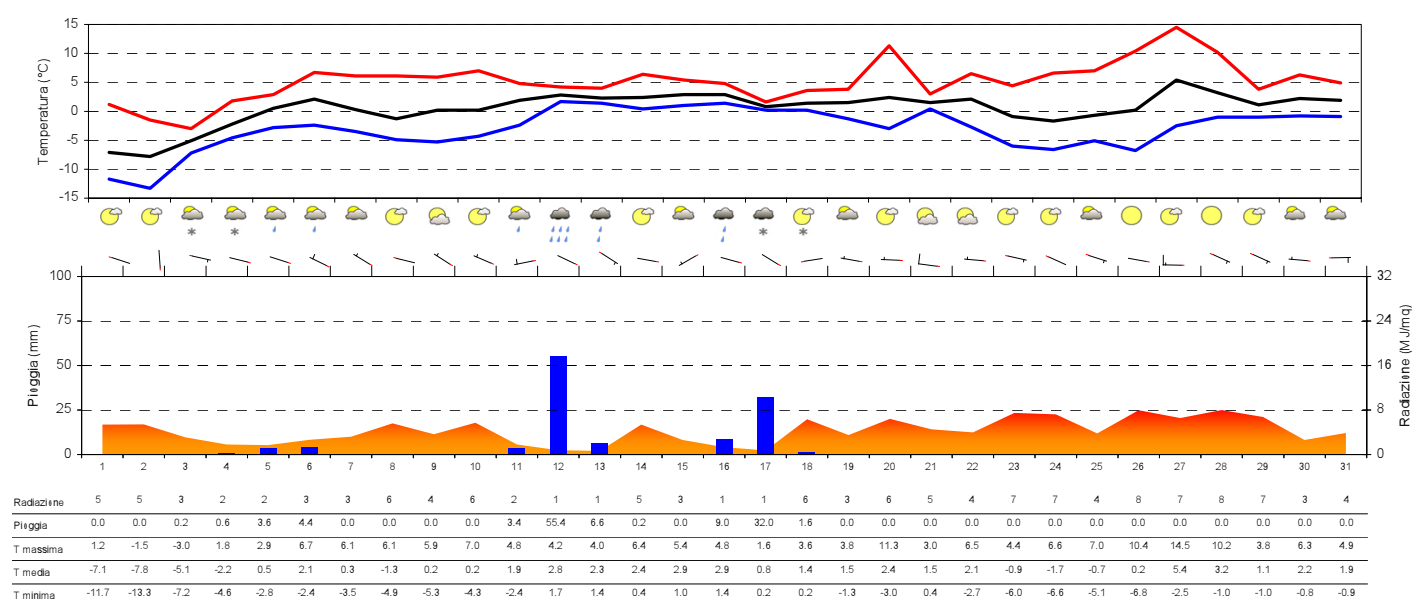 15
10
5
0
-5
-10
-15
Temperatura (°C)
100
75
50
25
0
Pioggia (mm)
32
24
16
8
0
Radiazione (MJ/mq)
1 2 3 4 5 6 7 8 9 10 11 12 13 14 15 16 17 18 19 20 21 22 23 24 25 26 27 28 29 30 31
Radiazione 5 5 3 2 2 3 3 6 4 6 2 1 1 5 3 1 1 6 3 6 5 4 7 7 4 8 7 8 7 3 4
Pioggia 0.0 0.0 0.2 0.6 3.6 4.4 0.0 0.0 0.0 0.0 3.4 55.4 6.6 0.2 0.0 9.0 32.0 1.6 0.0 0.0 0.0 0.0 0.0 0.0 0.0 0.0 0.0 0.0 0.0 0.0 0.0
T massima 1.2 -1.5 -3.0 1.8 2.9 6.7 6.1 6.1 5.9 7.0 4.8 4.2 4.0 6.4 5.4 4.8 1.6 3.6 3.8 11.3 3.0 6.5 4.4 6.6 7.0 10.4 14.5 10.2 3.8 6.3 4.9
T media -7.1 -7.8 -5.1 -2.2 0.5 2.1 0.3 -1.3 0.2 0.2 1.9 2.8 2.3 2.4 2.9 2.9 0.8 1.4 1.5 2.4 1.5 2.1 -0.9 -1.7 -0.7 0.2 5.4 3.2 1.1 2.2 1.9
T minima -11.7 -13.3 -7.2 -4.6 -2.8 -2.4 -3.5 -4.9 -5.3 -4.3 -2.4 1.7 1.4 0.4 1.0 1.4 0.2 0.2 -1.3 -3.0 0.4 -2.7 -6.0 -6.6 -5.1 -6.8 -2.5 -1.0 -1.0 -0.8 -0.9